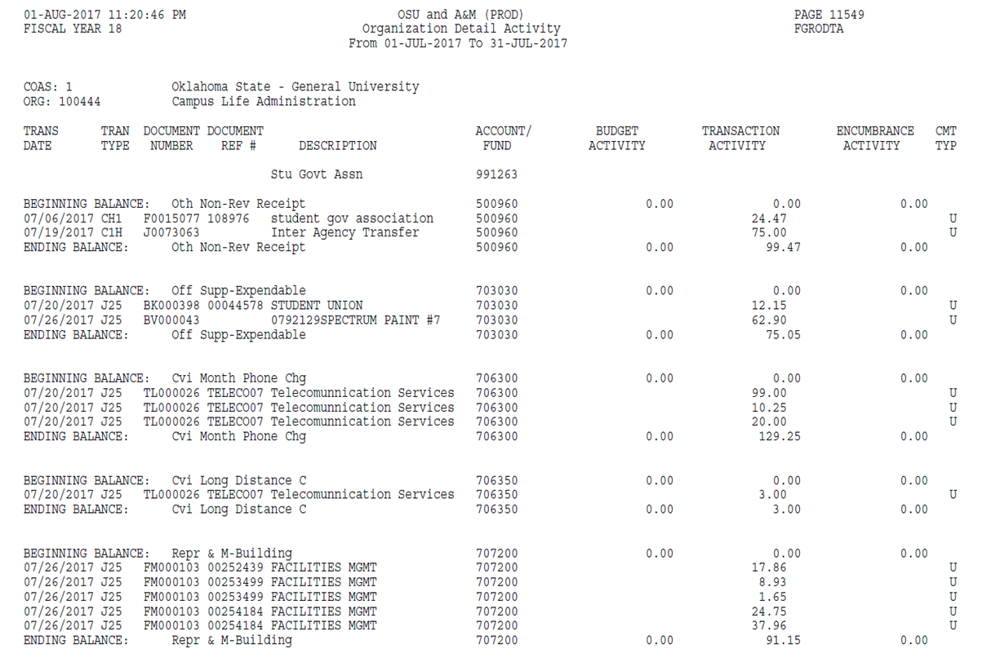 01-AUG-2017 11:20:46 PM OSU and A&M (PROD) PAGE 11549
FISCAL YEAR 18 Organization Detail Activity FGRODTA
From 01-JUL-2017 To 31-JUL-2017
COAS: 1 Oklahoma State - General University
ORG: 100444 Campus Life Administration
TRANS TRAN DOCUMENT DOCUMENT ACCOUNT/ BUDGET TRANSACTION ENCUMBRANCE CMT
DATE TYPE NUMBER REF # DESCRIPTION FUND ACTIVITY ACTIVITY ACTIVITY TYP
Stu Govt Assn 991263
BEGINNING BALANCE: Oth Non-Rev Receipt 500960 0.00 0.00 0.00
07/06/2017 CH1 F0015077 108976 student gov association 500960 24.47 U
07/19/2017 C1H J0073063 Inter Agency Transfer 500960 75.00 U
ENDING BALANCE: Oth Non-Rev Receipt 500960 0.00 99.47 0.00
BEGINNING BALANCE: Off Supp-Expendable 703030 0.00 0.00 0.00
07/20/2017 J25 BK000398 00044578 STUDENT UNION 703030 12.15 U
07/26/2017 J25 BV000043 0792129SPECTRUM PAINT #7 703030 62.90 U
ENDING BALANCE: Off Supp-Expendable 703030 0.00 75.05 0.00
BEGINNING BALANCE: Cvi Month Phone Chg 706300 0.00 0.00 0.00
07/20/2017 J25 TL000026 TELECO07 Telecomunnication Services 706300 99.00 U
07/20/2017 J25 TL000026 TELECO07 Telecomunnication Services 706300 10.25 U
07/20/2017 J25 TL000026 TELECO07 Telecomunnication Services 706300 20.00 U
ENDING BALANCE: Cvi Month Phone Chg 706300 0.00 129.25 0.00
BEGINNING BALANCE: Cvi Long Distance C 706350 0.00 0.00 0.00
07/20/2017 J25 TL000026 TELECO07 Telecomunnication Services 706350 3.00 U
ENDING BALANCE: Cvi Long Distance C 706350 0.00 3.00 0.00
BEGINNING BALANCE: Repr & M-Building 707200 0.00 0.00 0.00
07/26/2017 J25 FM000103 00252439 FACILITIES MGMT 707200 17.86 U
07/26/2017 J25 FM000103 00253499 FACILITIES MGMT 707200 8.93 U
07/26/2017 J25 FM000103 00253499 FACILITIES MGMT 707200 1.65 U
07/26/2017 J25 FM000103 00254184 FACILITIES MGMT 707200 24.75 U
07/26/2017 J25 FM000103 00254184 FACILITIES MGMT 707200 37.96 U
ENDING BALANCE: Repr & M-Building 707200 0.00 91.15 0.00